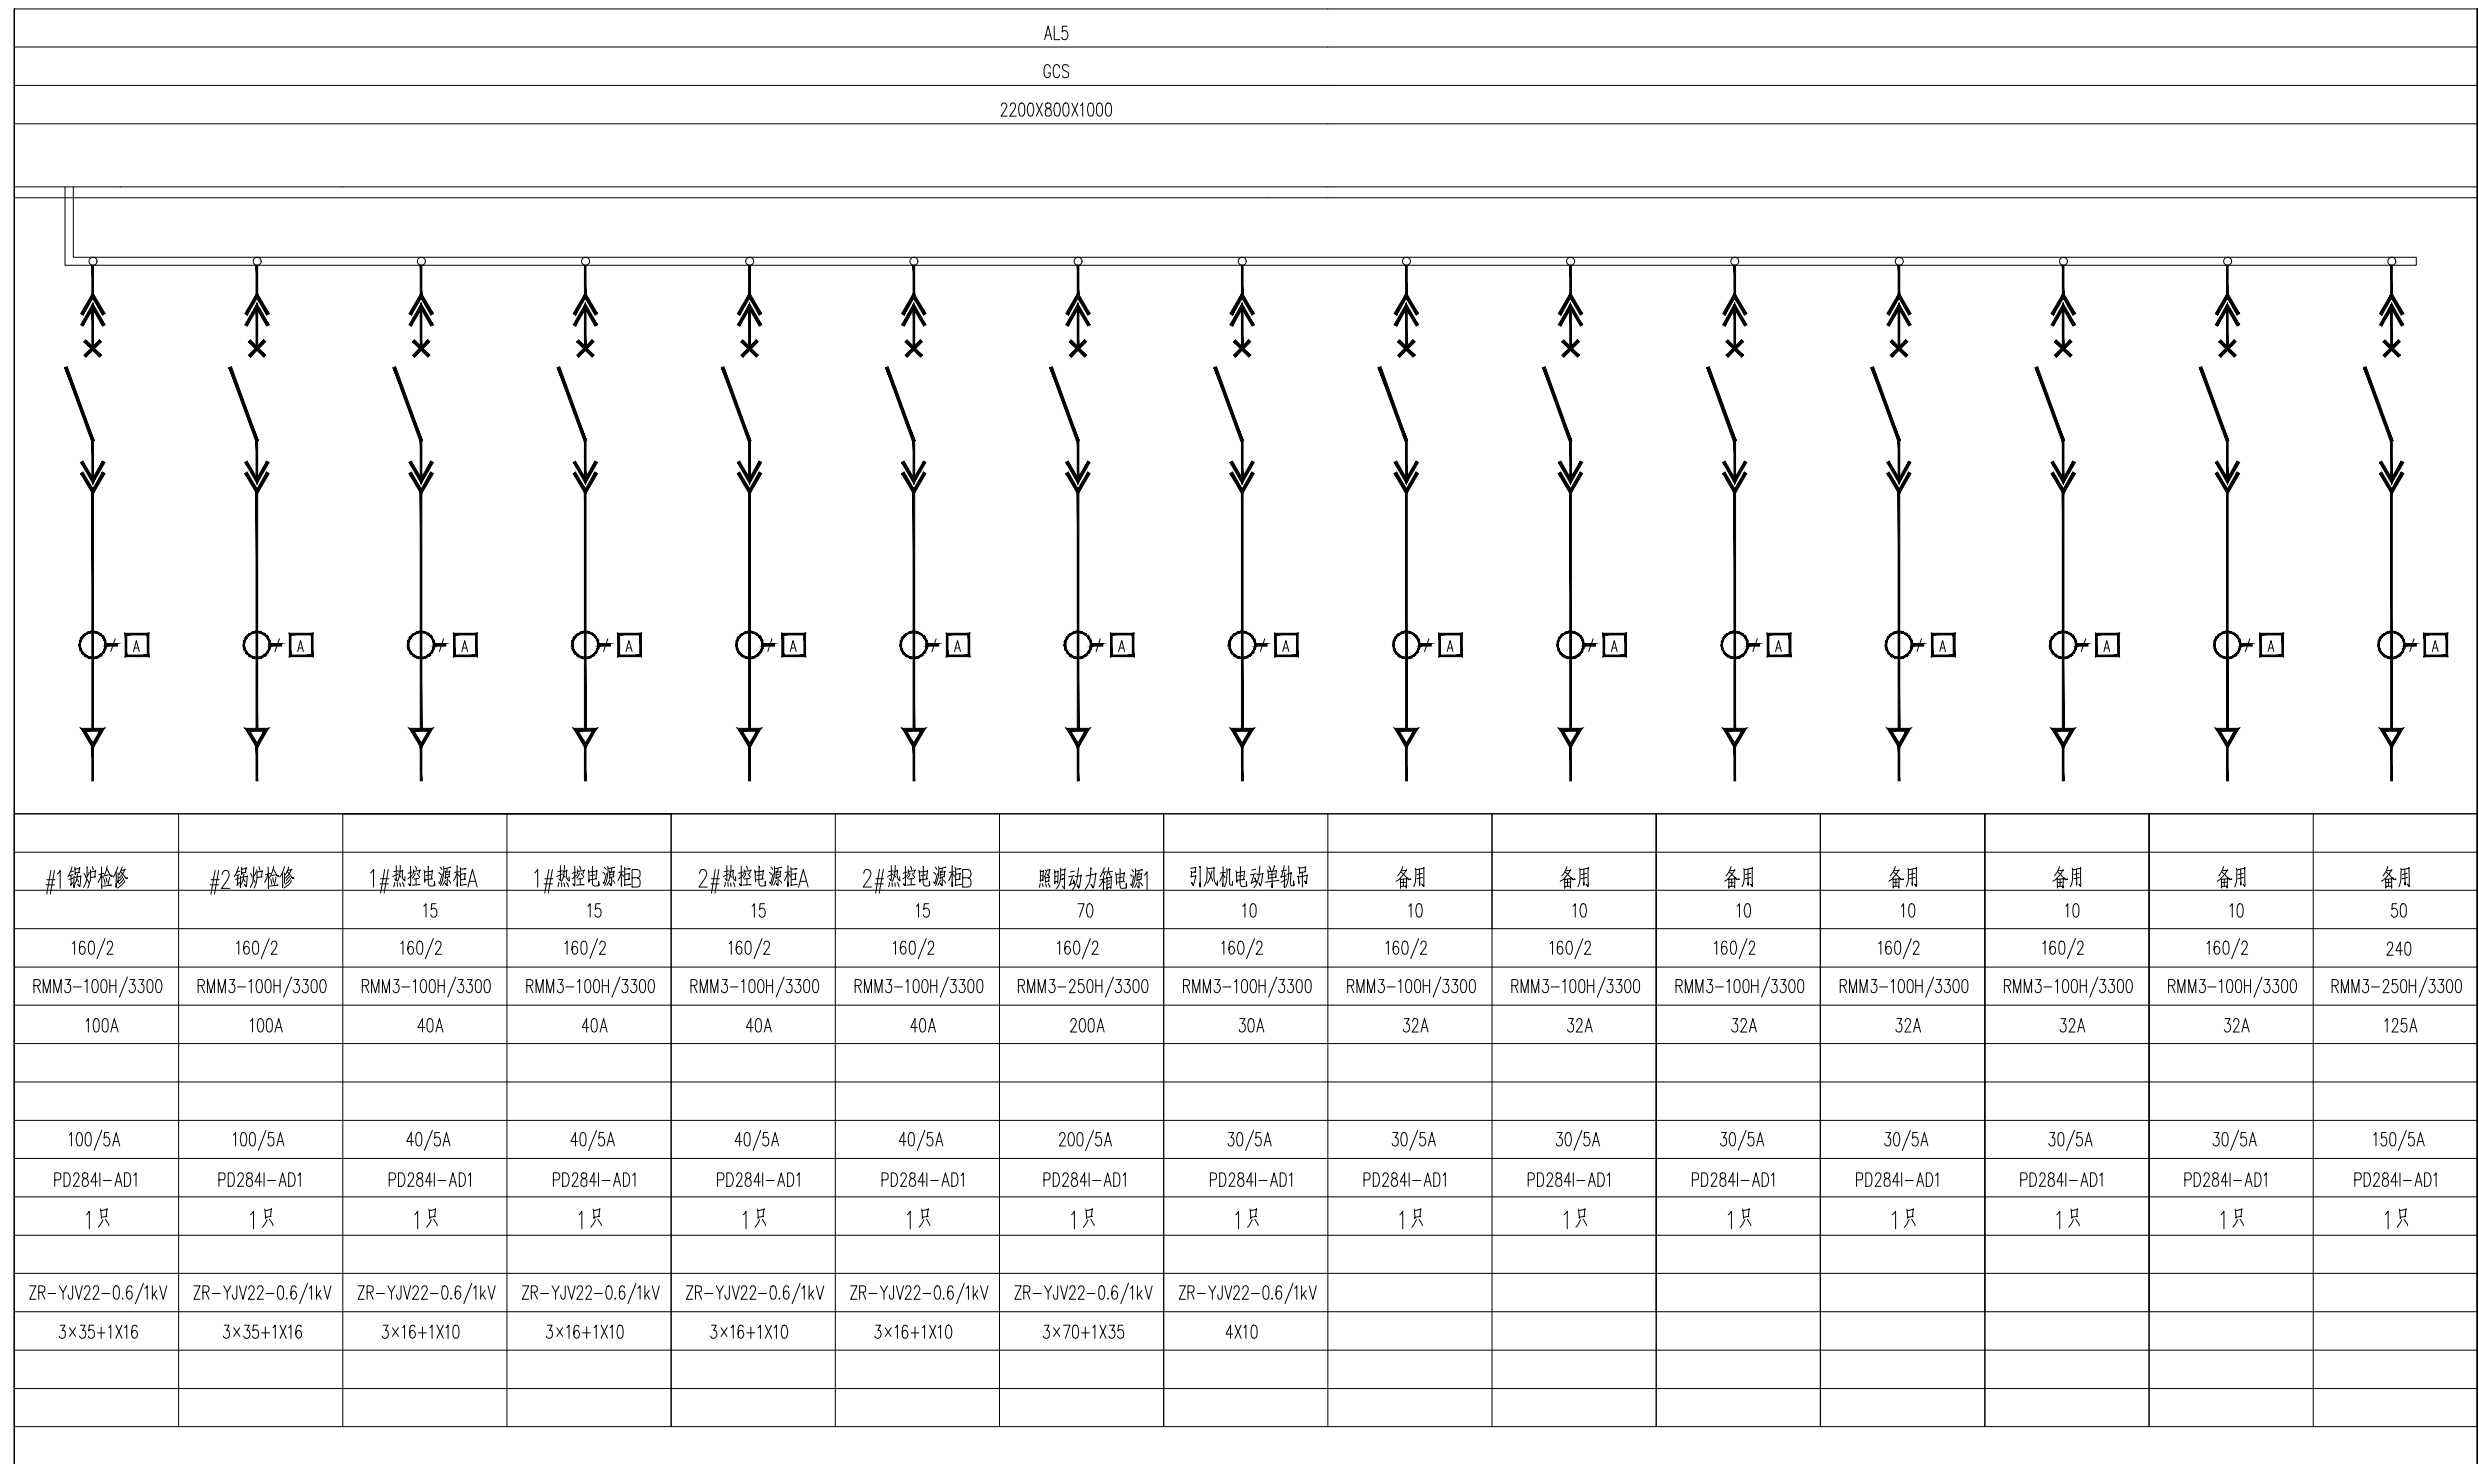 AL5
GCS
2200X800X1000
A A A A A A A A A A A A A A A
#1锅炉检修 #2锅炉检修 1#热控电源柜A 1#热控电源柜B 2#热控电源柜A 2#热控电源柜B 照明动力箱电源1 引风机电动单轨吊 备用 备用 备用 备用 备用 备用 备用
15 15 15 15 70 10 10 10 10 10 10 10 50
160/2 160/2 160/2 160/2 160/2 160/2 160/2 160/2 160/2 160/2 160/2 160/2 160/2 160/2 240
RMM3-100H/3300 RMM3-100H/3300 RMM3-100H/3300 RMM3-100H/3300 RMM3-100H/3300 RMM3-100H/3300 RMM3-250H/3300 RMM3-100H/3300 RMM3-100H/3300 RMM3-100H/3300 RMM3-100H/3300 RMM3-100H/3300 RMM3-100H/3300 RMM3-100H/3300 RMM3-250H/3300
100A 100A 40A 40A 40A 40A 200A 30A 32A 32A 32A 32A 32A 32A 125A
100/5A 100/5A 40/5A 40/5A 40/5A 40/5A 200/5A 30/5A 30/5A 30/5A 30/5A 30/5A 30/5A 30/5A 150/5A
PD284I-AD1 PD284I-AD1 PD284I-AD1 PD284I-AD1 PD284I-AD1 PD284I-AD1 PD284I-AD1 PD284I-AD1 PD284I-AD1 PD284I-AD1 PD284I-AD1 PD284I-AD1 PD284I-AD1 PD284I-AD1 PD284I-AD1
1只 1只 1只 1只 1只 1只 1只 1只 1只 1只 1只 1只 1只 1只 1只
ZR-YJV22-0.6/1kV ZR-YJV22-0.6/1kV ZR-YJV22-0.6/1kV ZR-YJV22-0.6/1kV ZR-YJV22-0.6/1kV ZR-YJV22-0.6/1kV ZR-YJV22-0.6/1kV ZR-YJV22-0.6/1kV
3×35+1X16 3×35+1X16 3×16+1X10 3×16+1X10 3×16+1X10 3×16+1X10 3×70+1X35 4X10